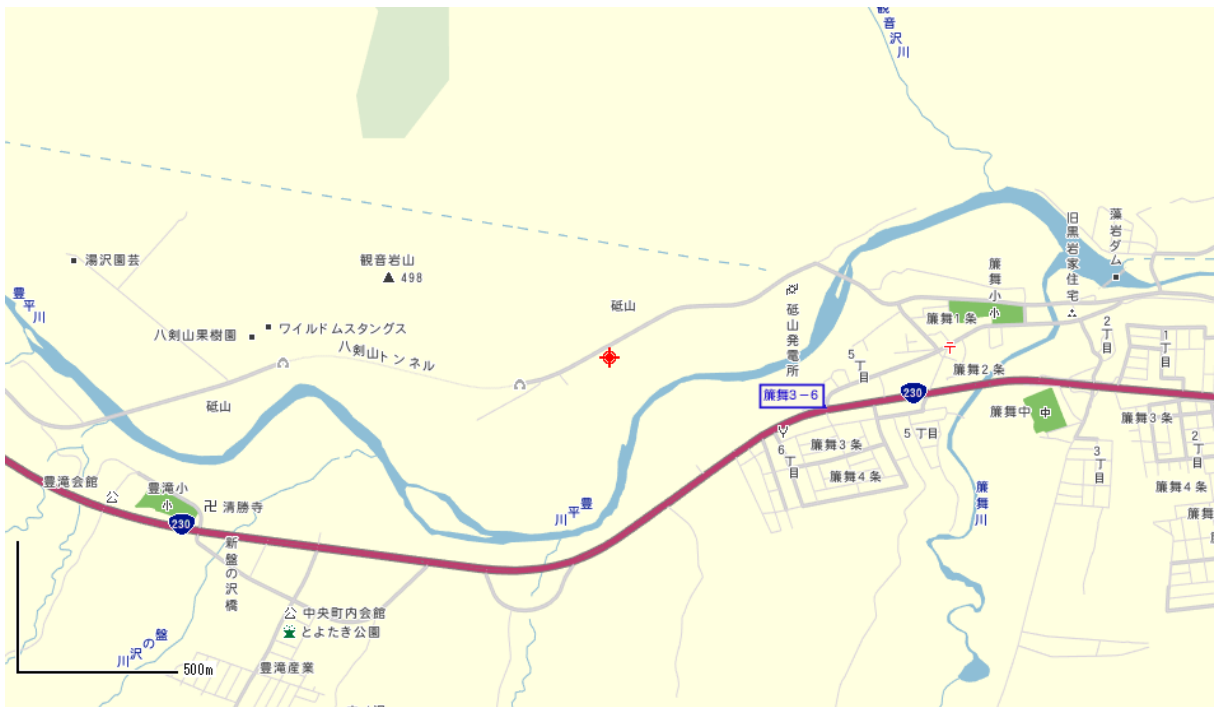 観音沢川
湯沢園芸
観音岩山
498
豊平川
八剣山果樹園
ワイルドムスタングス
八剣山トンネル
砥山
砥山
砥山発電所
簾舞小
小
旧黒岩家住宅
藻岩ダム
簾舞1条
簾舞2条
5丁目
簾舞3-6
230
簾舞中
中
2丁目
1丁目
簾舞3条
2丁目
3丁目
簾舞4条
簾舞
簾舞川
5丁目
簾舞3条
6丁目
簾舞4条
豊平川
豊滝会館
公
豊滝小
小
清勝寺
230
新盤の沢橋
公
中央町内会館
とよたき公園
盤の沢川
豊滝産業
500m